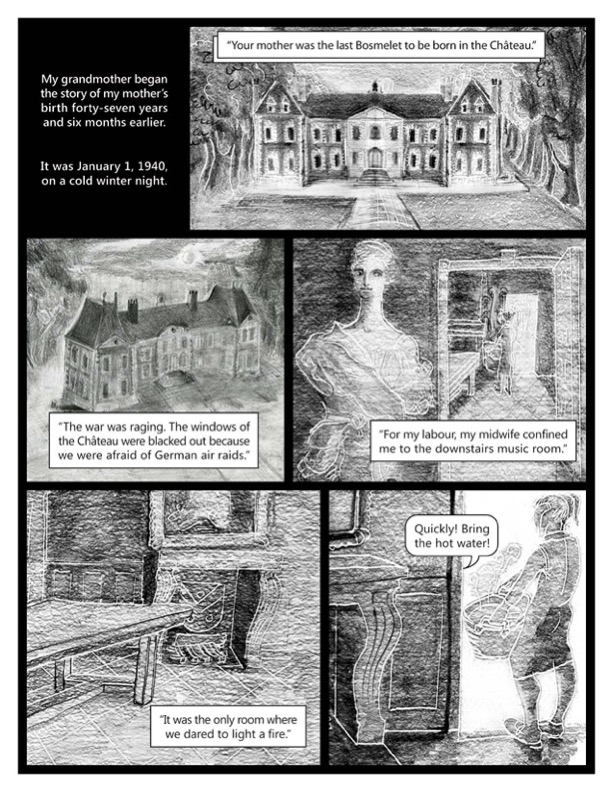 My grandmother began
the story of my mother's
birth forty-seven years
and six months earlier.
It was January 1, 1940,
on a cold winter night.
"Your mother was the last Bosmelet to be born in the Château."
"The war was raging. The windows of
the Château were blacked out because
we were afraid of German air raids."
"For my labour, my midwife confined
me to the downstairs music room."
"It was the only room where
we dared to light a fire."
Quickly! Bring
the hot water!